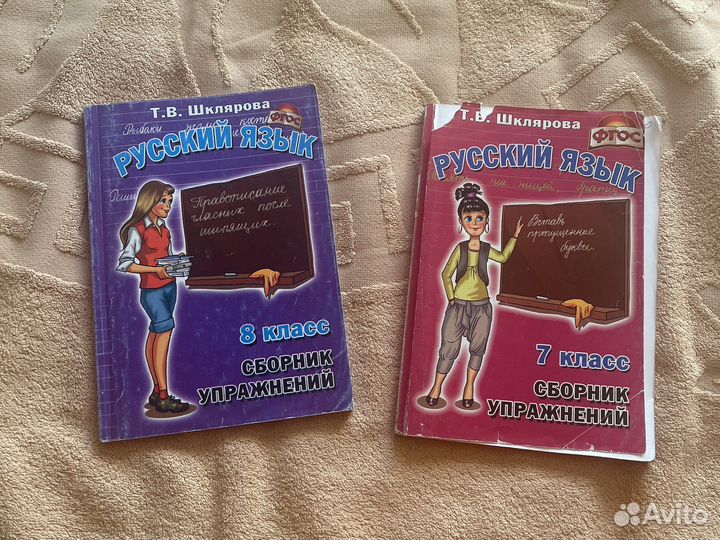 Т.В. Шклярова
ФГОС
РУССКИЙ ЯЗЫК
Правописание
гласных после
шипящих.
8 класс
СБОРНИК
УПРАЖНЕНИЙ
Т.В. Шклярова
ФГОС
РУССКИЙ ЯЗЫК
Вставь
пропущенные
буквы.
7 класс
СБОРНИК
УПРАЖНЕНИЙ
Avito